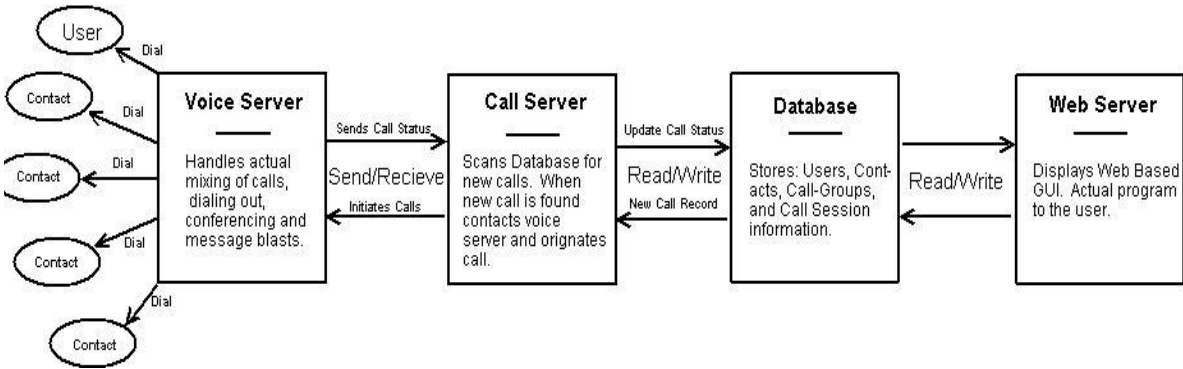 User
Dial
Contact
Dial
Contact
Dial
Contact
Dial
Contact
Dial
Voice Server
Handles actual
mixing of calls,
dialing out,
conferencing and
message blasts.
Sends Call Status
Send/Recieve
Initiates Calls
Call Server
Scans Database for
new calls. When
new call is found
contacts voice
server and orignates
call.
Update Call Status
Read/Write
New Call Record
Database
Stores: Users, Cont-
acts, Call-Groups,
and Call Session
information.
Read/Write
Web Server
Displays Web Based
GUI. Actual program
to the user.